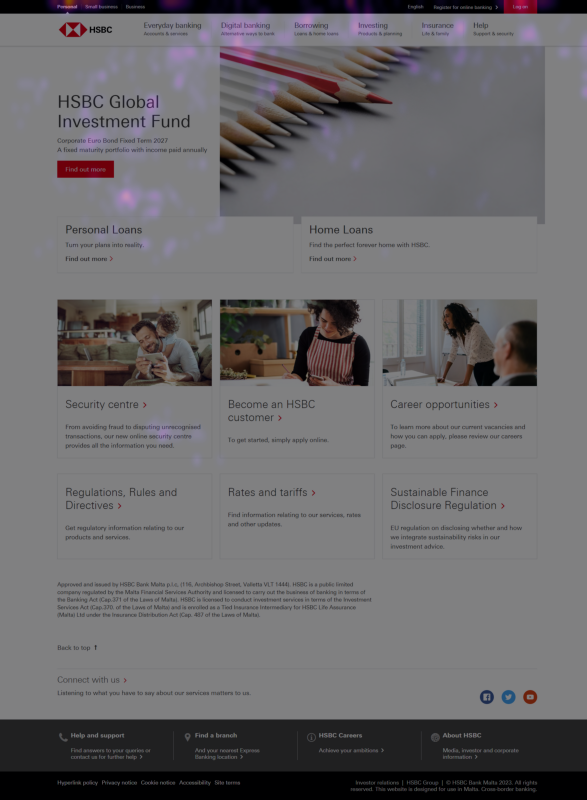 Personal Small business Business English Register for online banking Log on
HSBC
Everyday banking
Accounts & services
Digital banking
Alternative ways to bank
Borrowing
Loans & home loans
Investing
Products & planning
Insurance
Life & family
Help
Support & security
HSBC Global
Investment Fund
Corporate Euro Bond Fixed Term 2027
A fixed maturity portfolio with income paid annually
Find out more
Personal Loans
Turn your plans into reality.
Find out more
Home Loans
Find the perfect forever home with HSBC.
Find out more
Security centre
From avoiding fraud to disputing unrecognised
transactions, our new online security centre
provides all the information you need.
Become an HSBC
customer
To get started, simply apply online.
Career opportunities
To learn more about our current vacancies and
how you can apply, please review our careers
page.
Regulations, Rules and
Directives
Get regulatory information relating to our
products and services.
Rates and tariffs
Find information relating to our services, rates
and other updates.
Sustainable Finance
Disclosure Regulation
EU regulation on disclosing whether and how
we integrate sustainability risks in our
investment advice.
Approved and issued by HSBC Bank Malta p.l.c, (116, Archbishop Street, Valletta VLT 1444). HSBC is a public limited
company regulated by the Malta Financial Services Authority and licensed to carry out the business of banking in terms of
the Banking Act (Cap.371 of the Laws of Malta). HSBC is licensed to conduct investment services in terms of the Investment
Services Act (Cap.370. of the Laws of Malta) and is enrolled as a Tied Insurance Intermediary for HSBC Life Assurance
(Malta) Ltd under the Insurance Distribution Act (Cap. 487 of the Laws of Malta).
Back to top
Connect with us
Listening to what you have to say about our services matters to us.
Help and support
Find answers to your queries or
contact us for further help
Find a branch
And your nearest Express
Banking location
HSBC Careers
Achieve your ambitions
About HSBC
Media, investor and corporate
information
Hyperlink policy Privacy notice Cookie notice Accessibility Site terms
Investor relations | HSBC Group | © HSBC Bank Malta 2023. All rights
reserved. This website is designed for use in Malta. Cross-border banking.